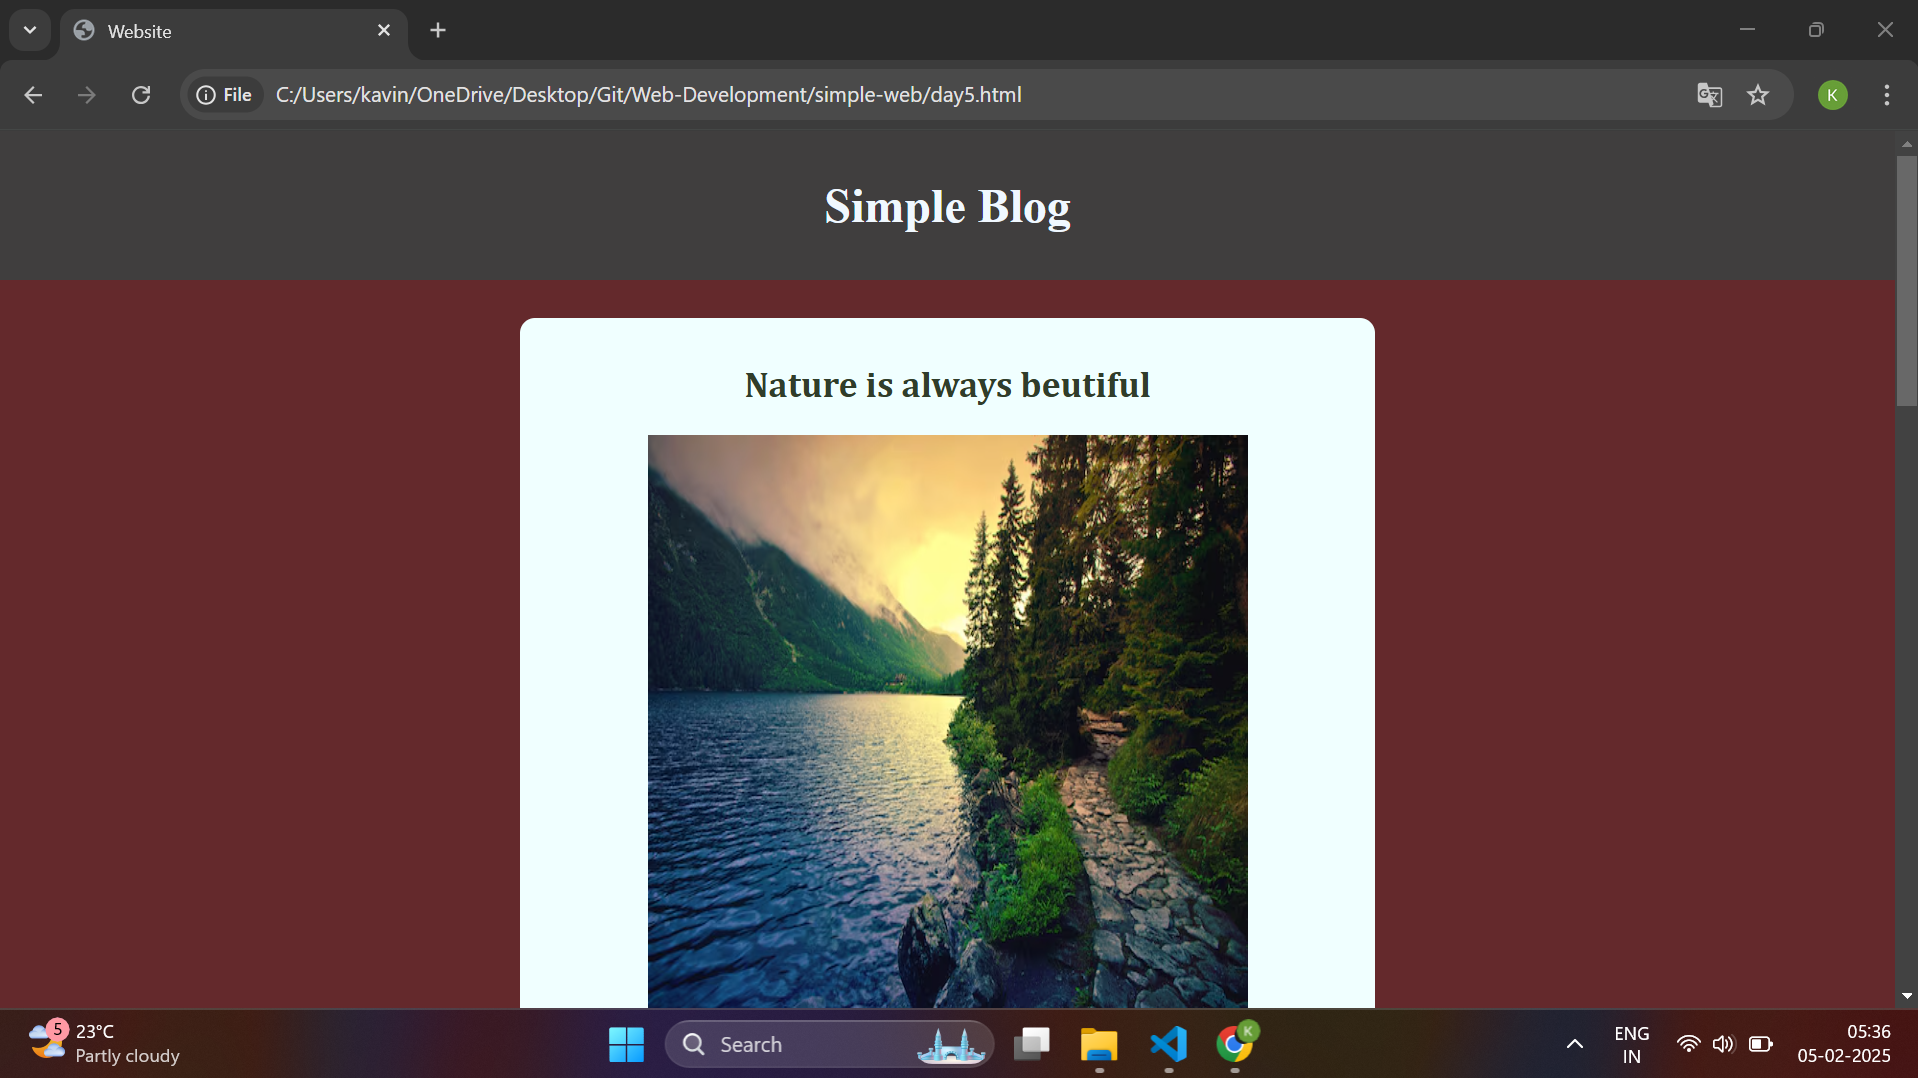 Website
File
C:/Users/kavin/OneDrive/Desktop/Git/Web-Development/simple-web/day5.html
K
Simple Blog
Nature is always beutiful
5
23°C
Partly cloudy
Search
K
ENG
IN
05:36
05-02-2025